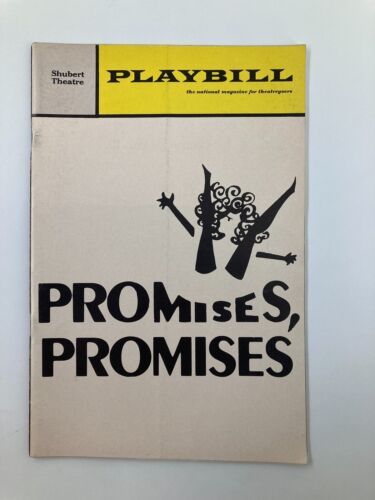 Shubert
Theatre
PLAYBILL
the national magazine for theatregoers
PROMISES,
PROMISES